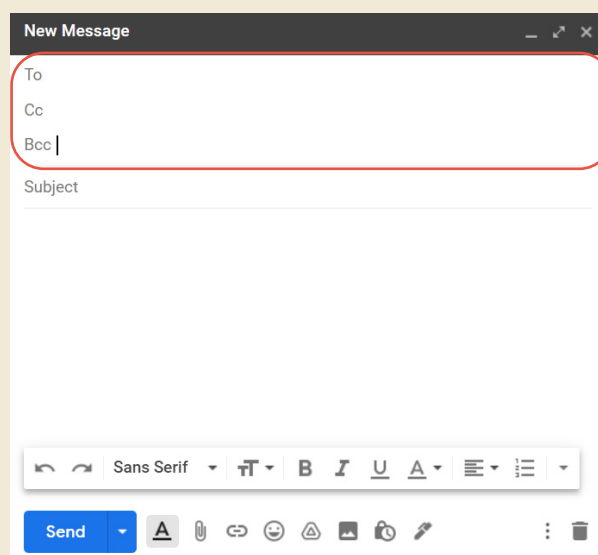 New Message
To
Cc
Bcc
Subject
Sans Serif
B I U A
Send A